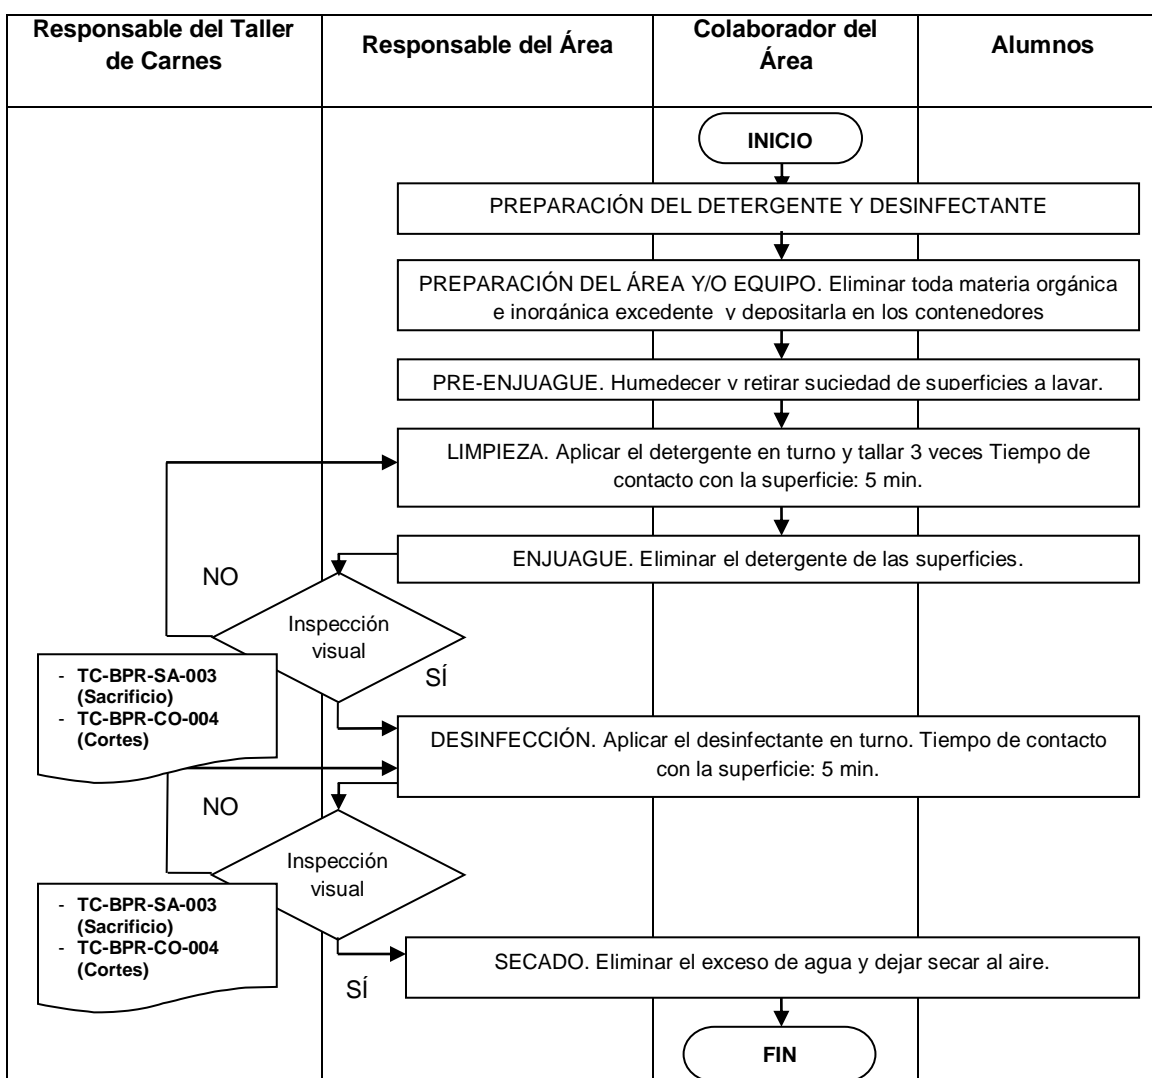 Responsable del Taller
de Carnes
Responsable del Área
Colaborador del
Área
Alumnos
INICIO
PREPARACIÓN DEL DETERGENTE Y DESINFECTANTE
PREPARACIÓN DEL ÁREA Y/O EQUIPO. Eliminar toda materia orgánica
e inorgánica excedente y depositarla en los contenedores
PRE-ENJUAGUE. Humedecer y retirar suciedad de superficies a lavar.
LIMPIEZA. Aplicar el detergente en turno y tallar 3 veces Tiempo de
contacto con la superficie: 5 min.
ENJUAGUE. Eliminar el detergente de las superficies.
NO
Inspección
visual
SÍ
- TC-BPR-SA-003
(Sacrificio)
- TC-BPR-CO-004
(Cortes)
DESINFECCIÓN. Aplicar el desinfectante en turno. Tiempo de contacto
con la superficie: 5 min.
NO
Inspección
visual
- TC-BPR-SA-003
(Sacrificio)
- TC-BPR-CO-004
(Cortes)
SECADO. Eliminar el exceso de agua y dejar secar al aire.
SÍ
FIN